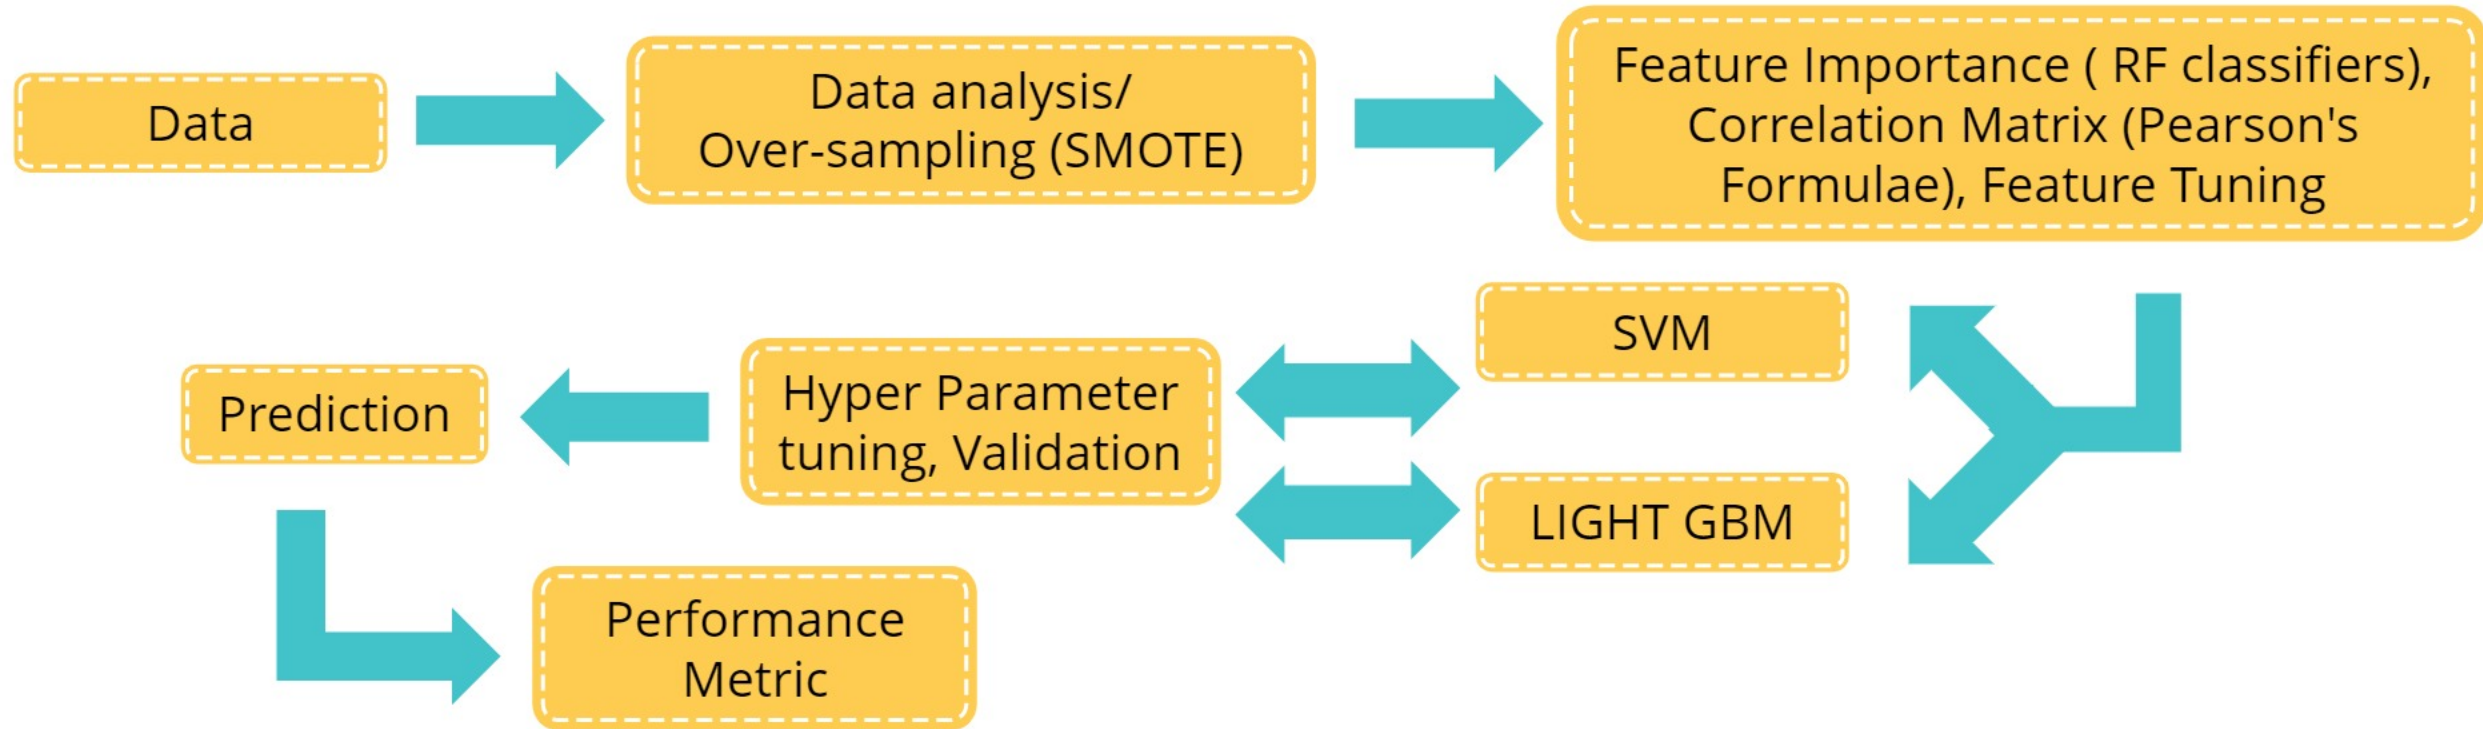 Data
Data analysis/
Over-sampling (SMOTE)
Feature Importance ( RF classifiers),
Correlation Matrix (Pearson's
Formulae), Feature Tuning
SVM
LIGHT GBM
Hyper Parameter
tuning, Validation
Prediction
Performance
Metric